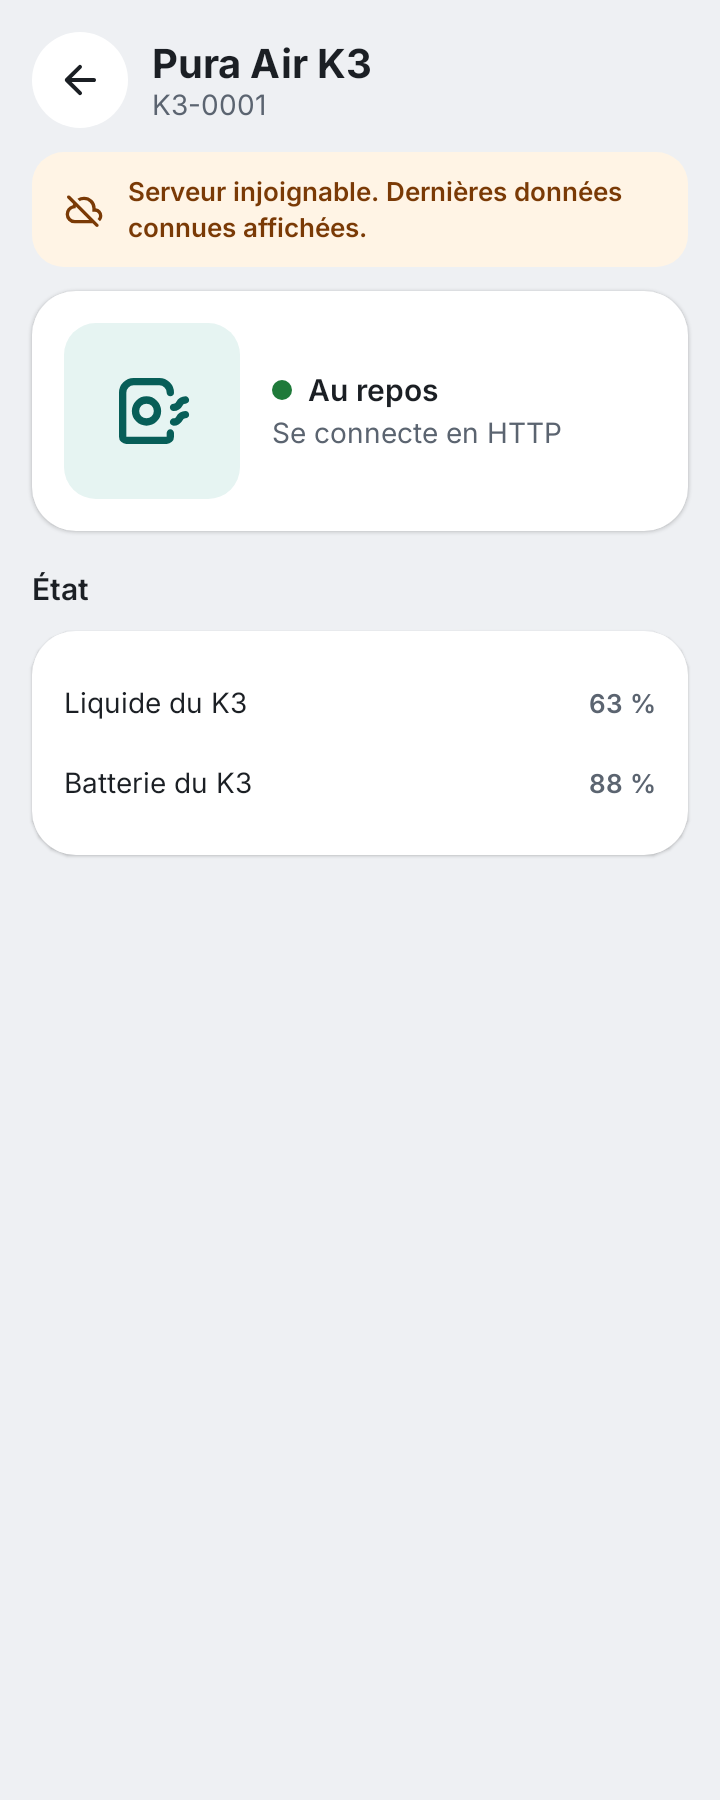 Pura Air K3
K3-0001
Serveur injoignable. Dernières données
connues affichées.
Au repos
Se connecte en HTTP
État
Liquide du K3 63 %
Batterie du K3 88 %